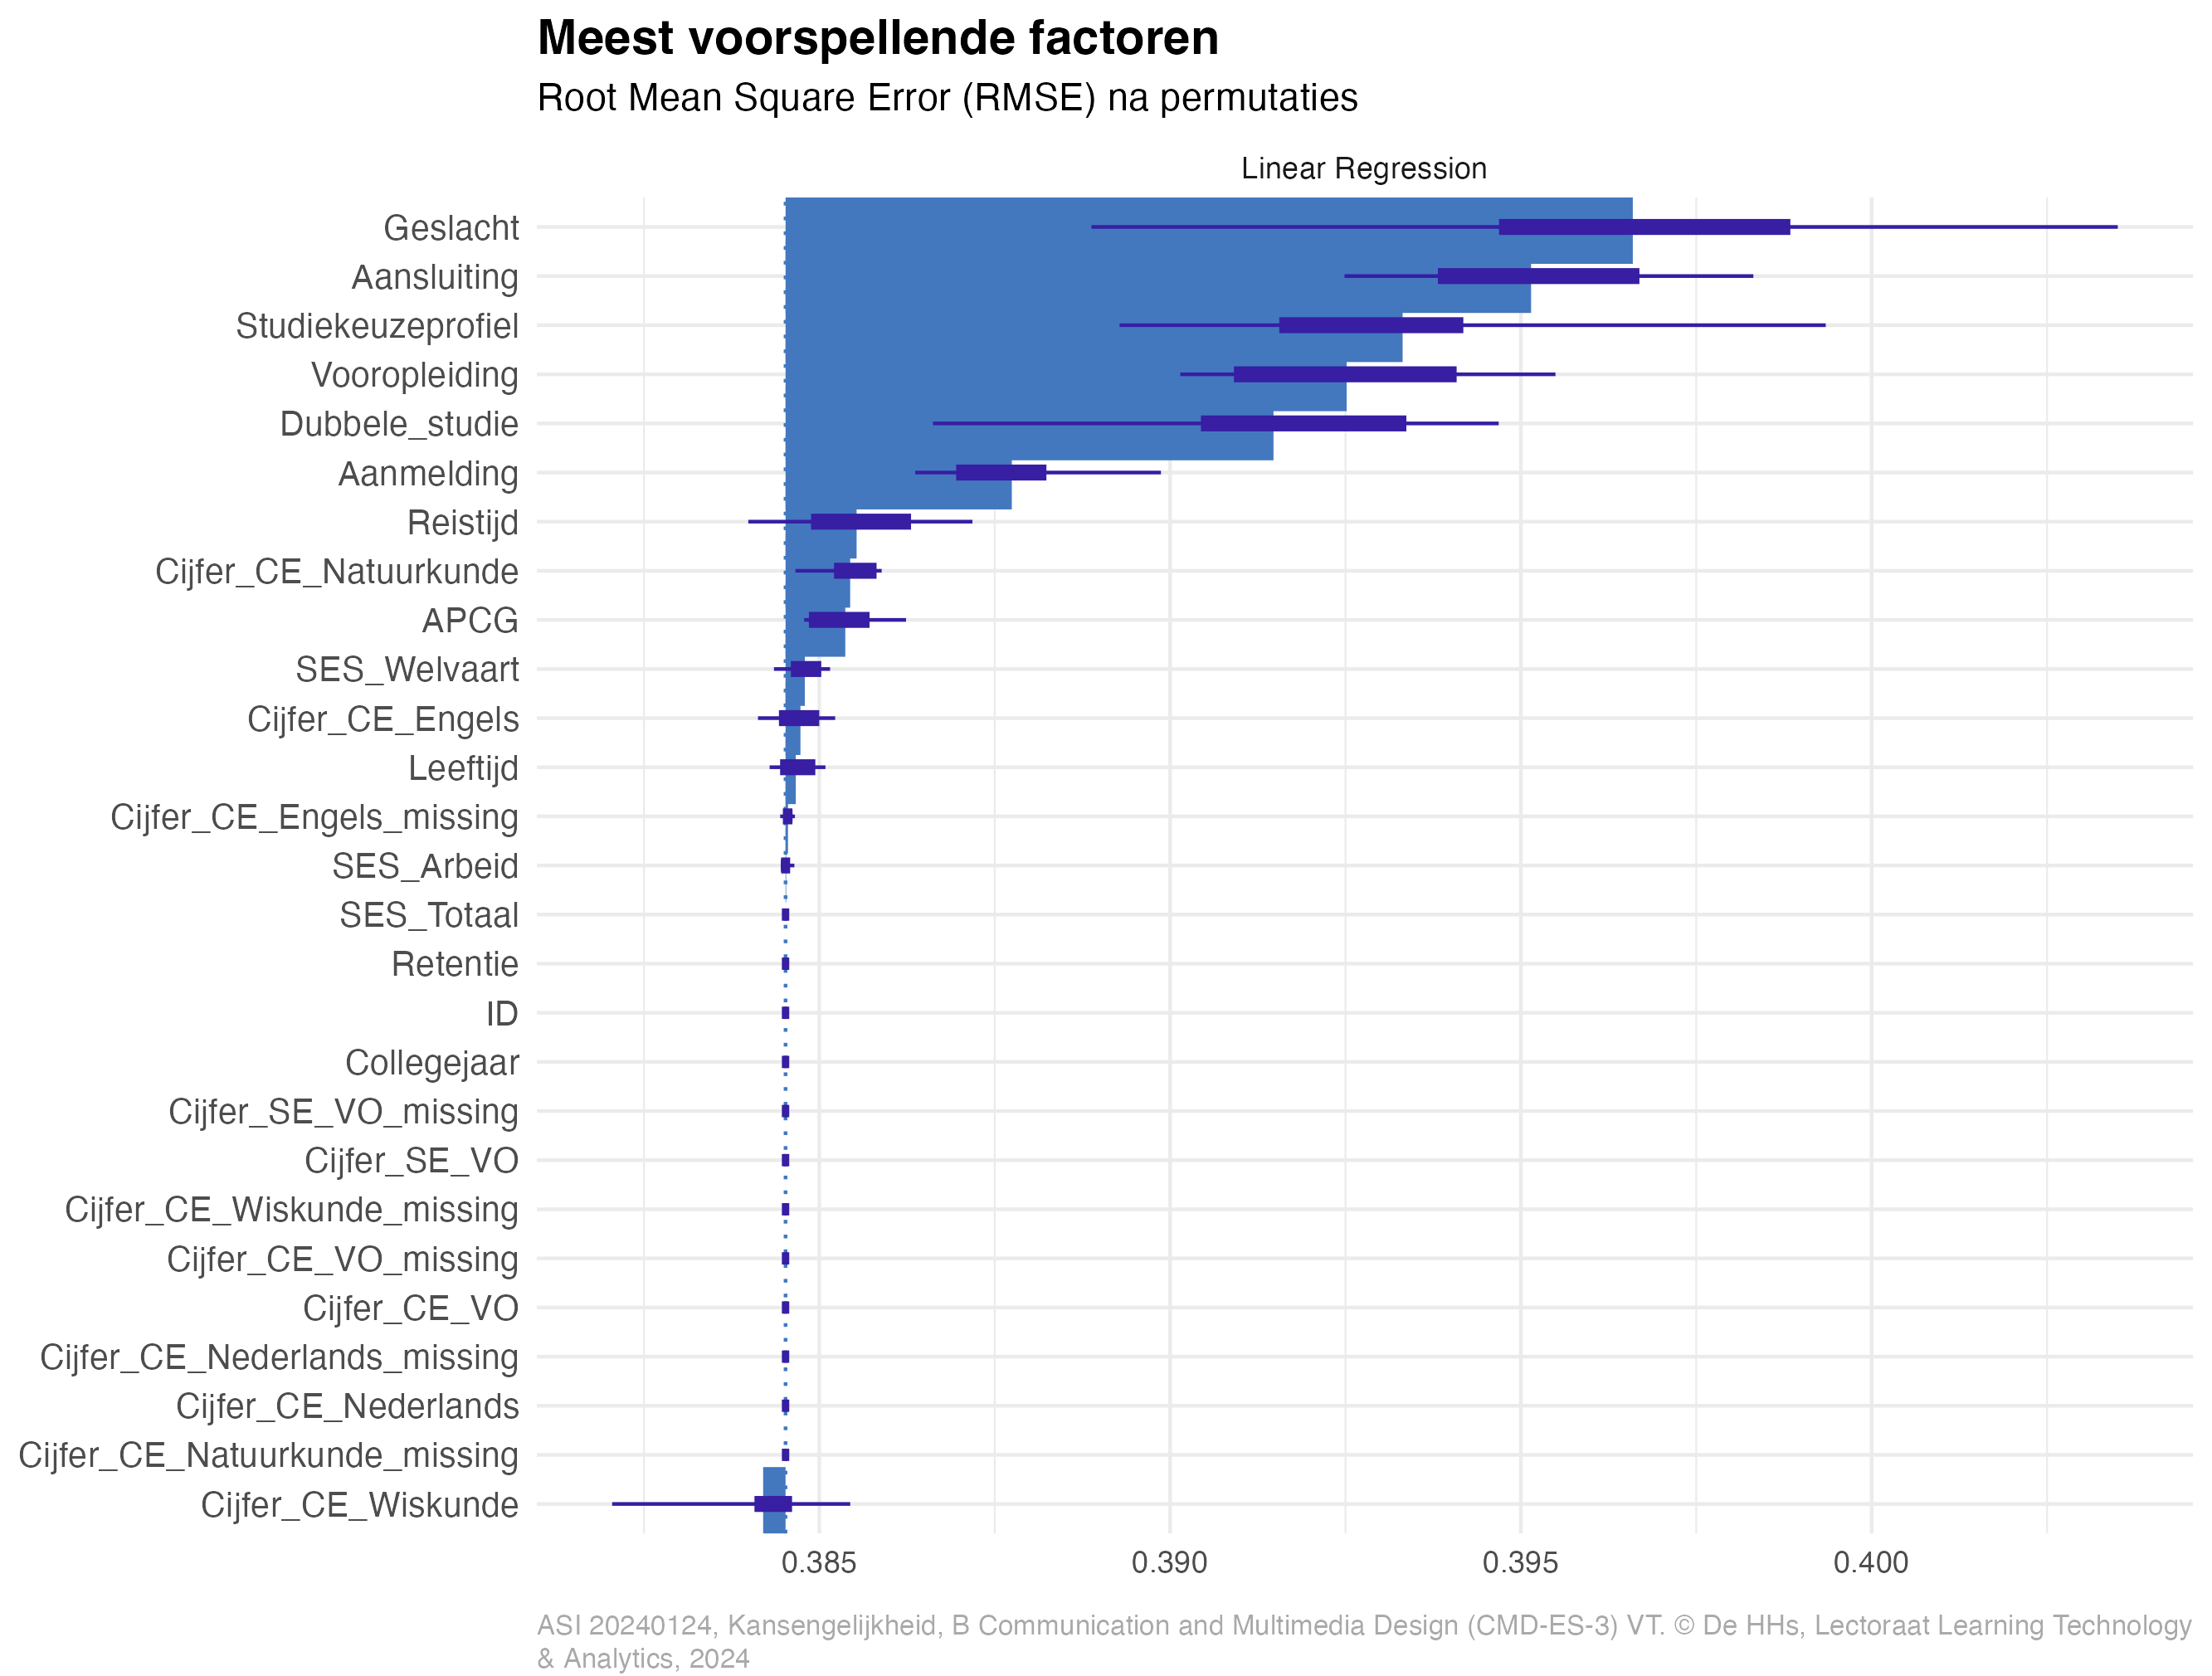 Meest voorspellende factoren
Root Mean Square Error (RMSE) na permutaties
Linear Regression
Geslacht
Aansluiting
Studiekeuzeprofiel
Vooropleiding
Dubbele_studie
Aanmelding
Reistijd
Cijfer_CE_Natuurkunde
APCG
SES_Welvaart
Cijfer_CE_Engels
Leeftijd
Cijfer_CE_Engels_missing
SES_Arbeid
SES_Totaal
Retentie
ID
Collegejaar
Cijfer_SE_VO_missing
Cijfer_SE_VO
Cijfer_CE_Wiskunde_missing
Cijfer_CE_VO_missing
Cijfer_CE_VO
Cijfer_CE_Nederlands_missing
Cijfer_CE_Nederlands
Cijfer_CE_Natuurkunde_missing
Cijfer_CE_Wiskunde
0.385 0.390 0.395 0.400
ASI 20240124, Kansengelijkheid, B Communication and Multimedia Design (CMD-ES-3) VT. © De HHs, Lectoraat Learning Technology
& Analytics, 2024